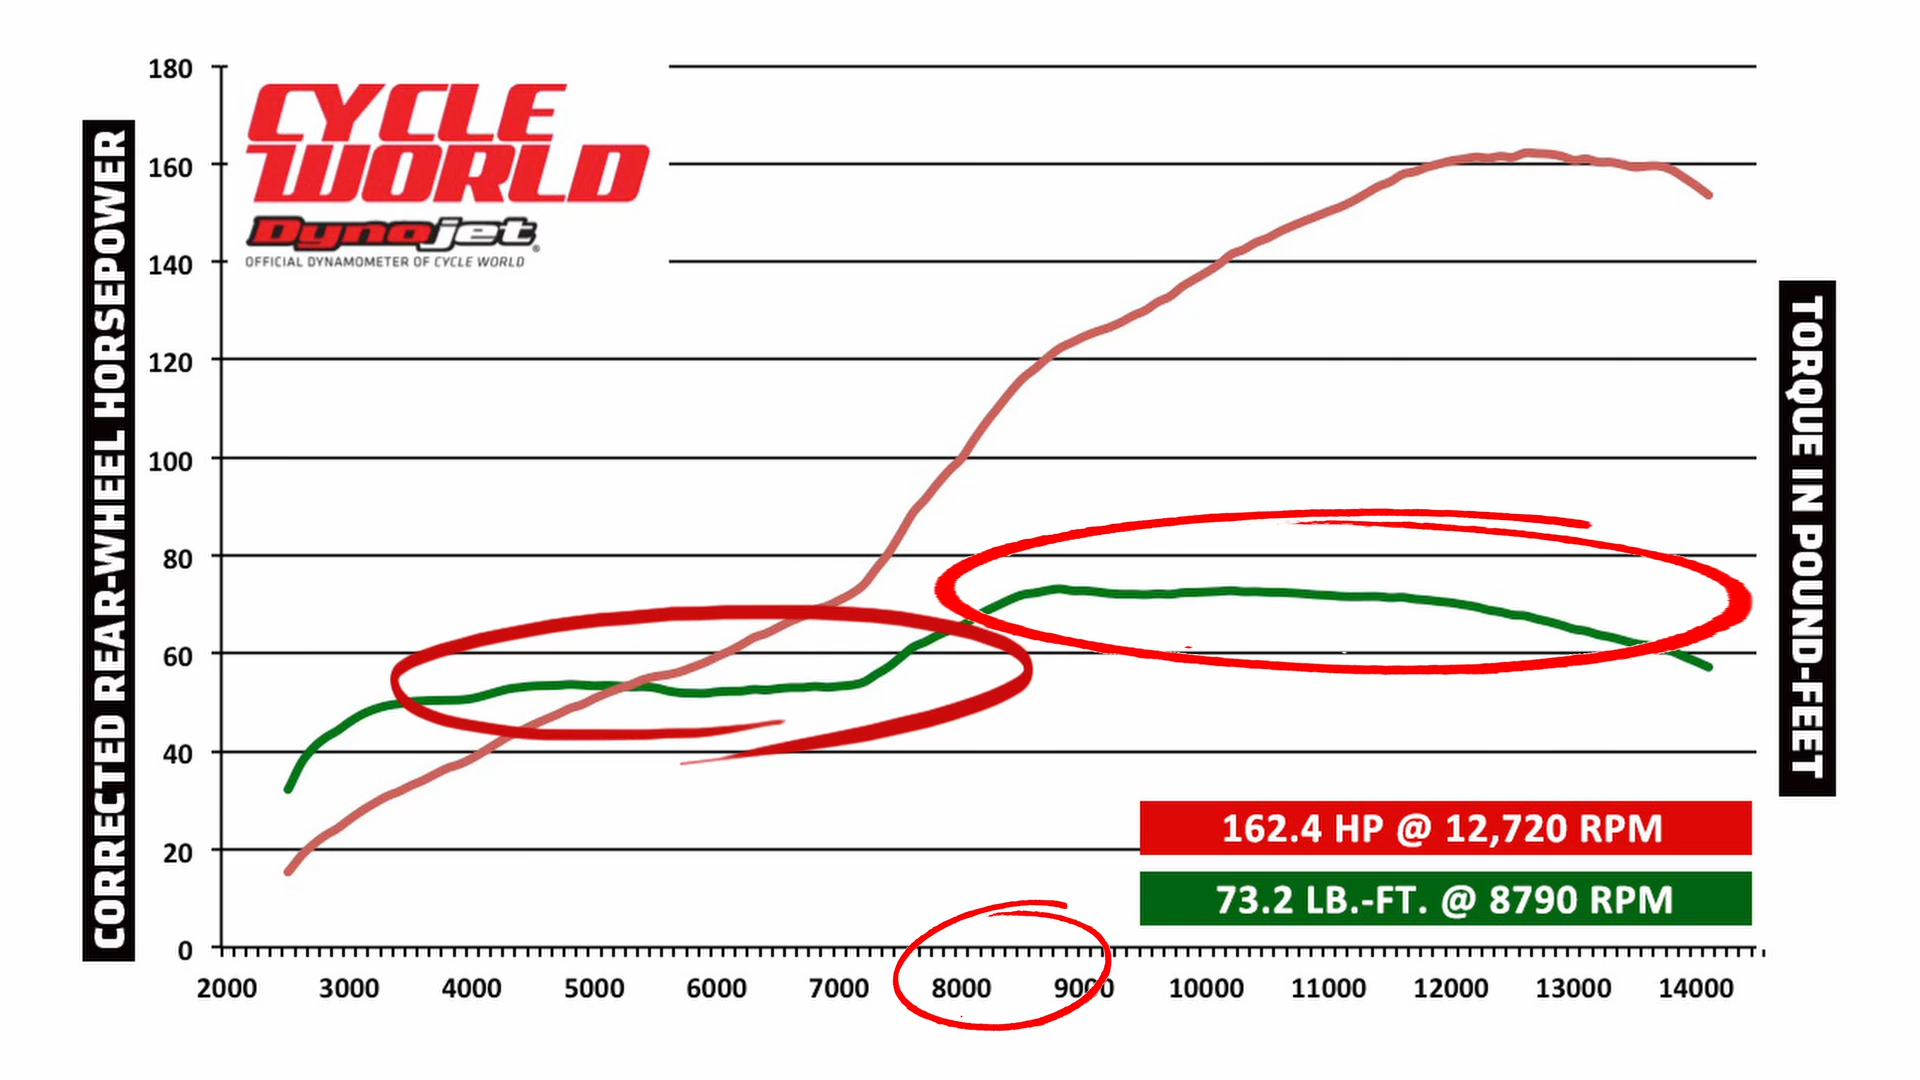 CYCLE
WORLD
Dynojet®
OFFICIAL DYNAMOMETER OF CYCLE WORLD
CORRECTED REAR-WHEEL HORSEPOWER
180
160
140
120
100
80
60
40
20
0
TORQUE IN POUND-FEET
162.4 HP @ 12,720 RPM
73.2 LB.-FT. @ 8790 RPM
2000 3000 4000 5000 6000 7000 8000 9000 10000 11000 12000 13000 14000